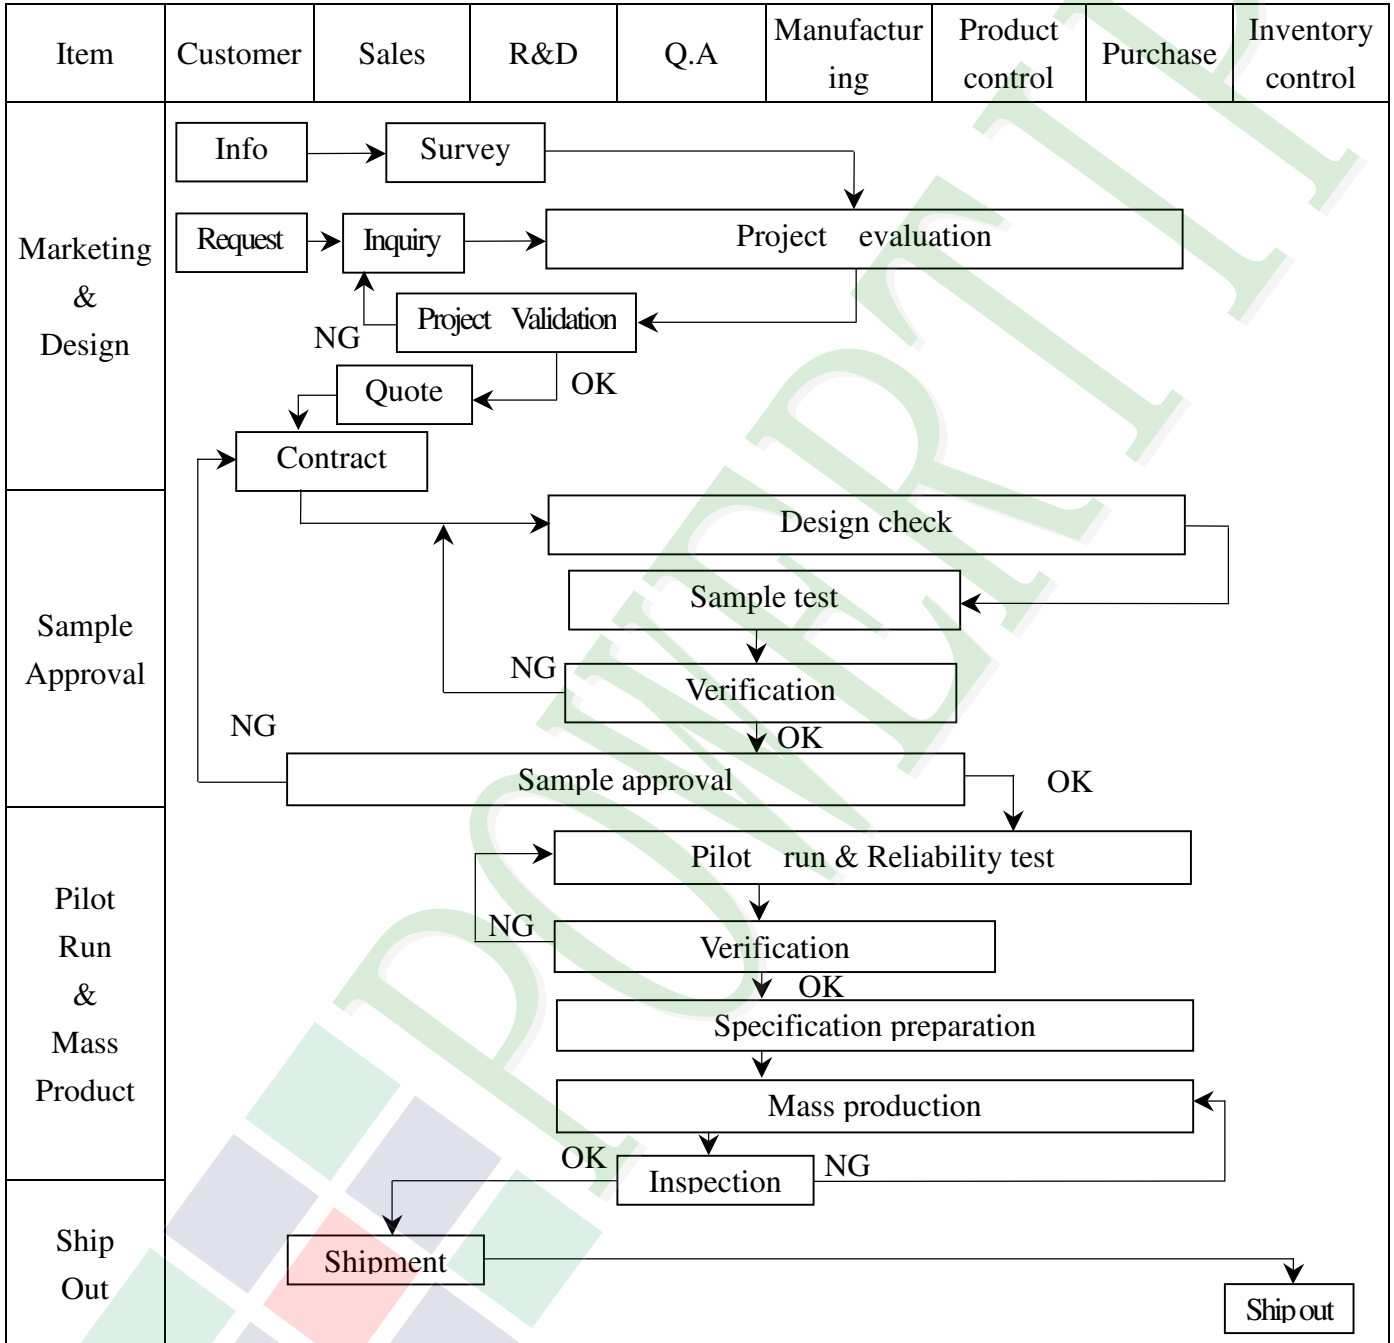 Item
Customer
Sales
R&D
Q.A
Manufactur
ing
Product
control
Purchase
Inventory
control
Marketing
&
Design
Info
Survey
Request
Inquiry
Project evaluation
NG
Project Validation
Quote
OK
Contract
Sample
Approval
Design check
Sample test
NG
Verification
NG
OK
Sample approval
OK
Pilot
Run
&
Mass
Product
Pilot run & Reliability test
NG
Verification
OK
Specification preparation
Mass production
OK
Inspection
NG
Ship
Out
Shipment
Ship out
POWERTIP